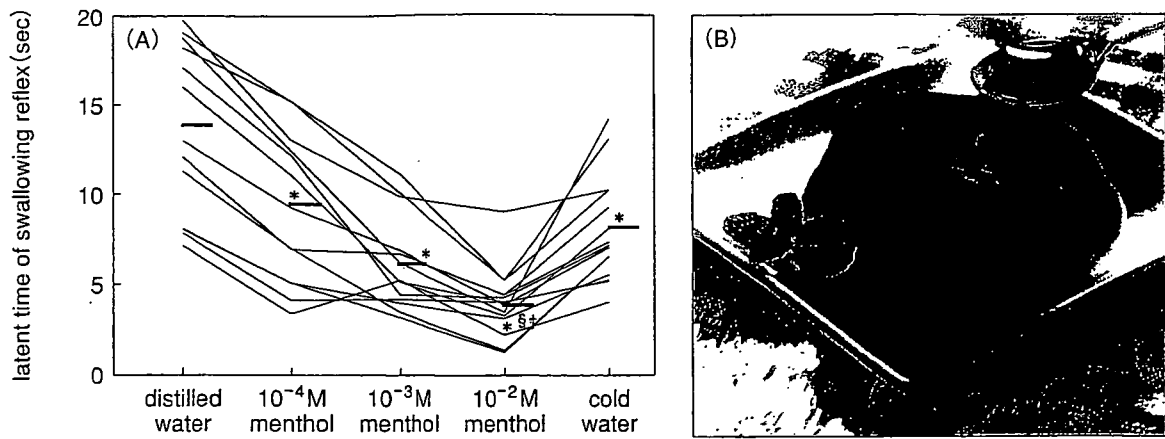 latent time of swallowing reflex (sec)
20
15
10
5
0
(A)
*
*
* §‡
*
distilled water
10⁻⁴M menthol
10⁻³M menthol
10⁻²M menthol
cold water
(B)